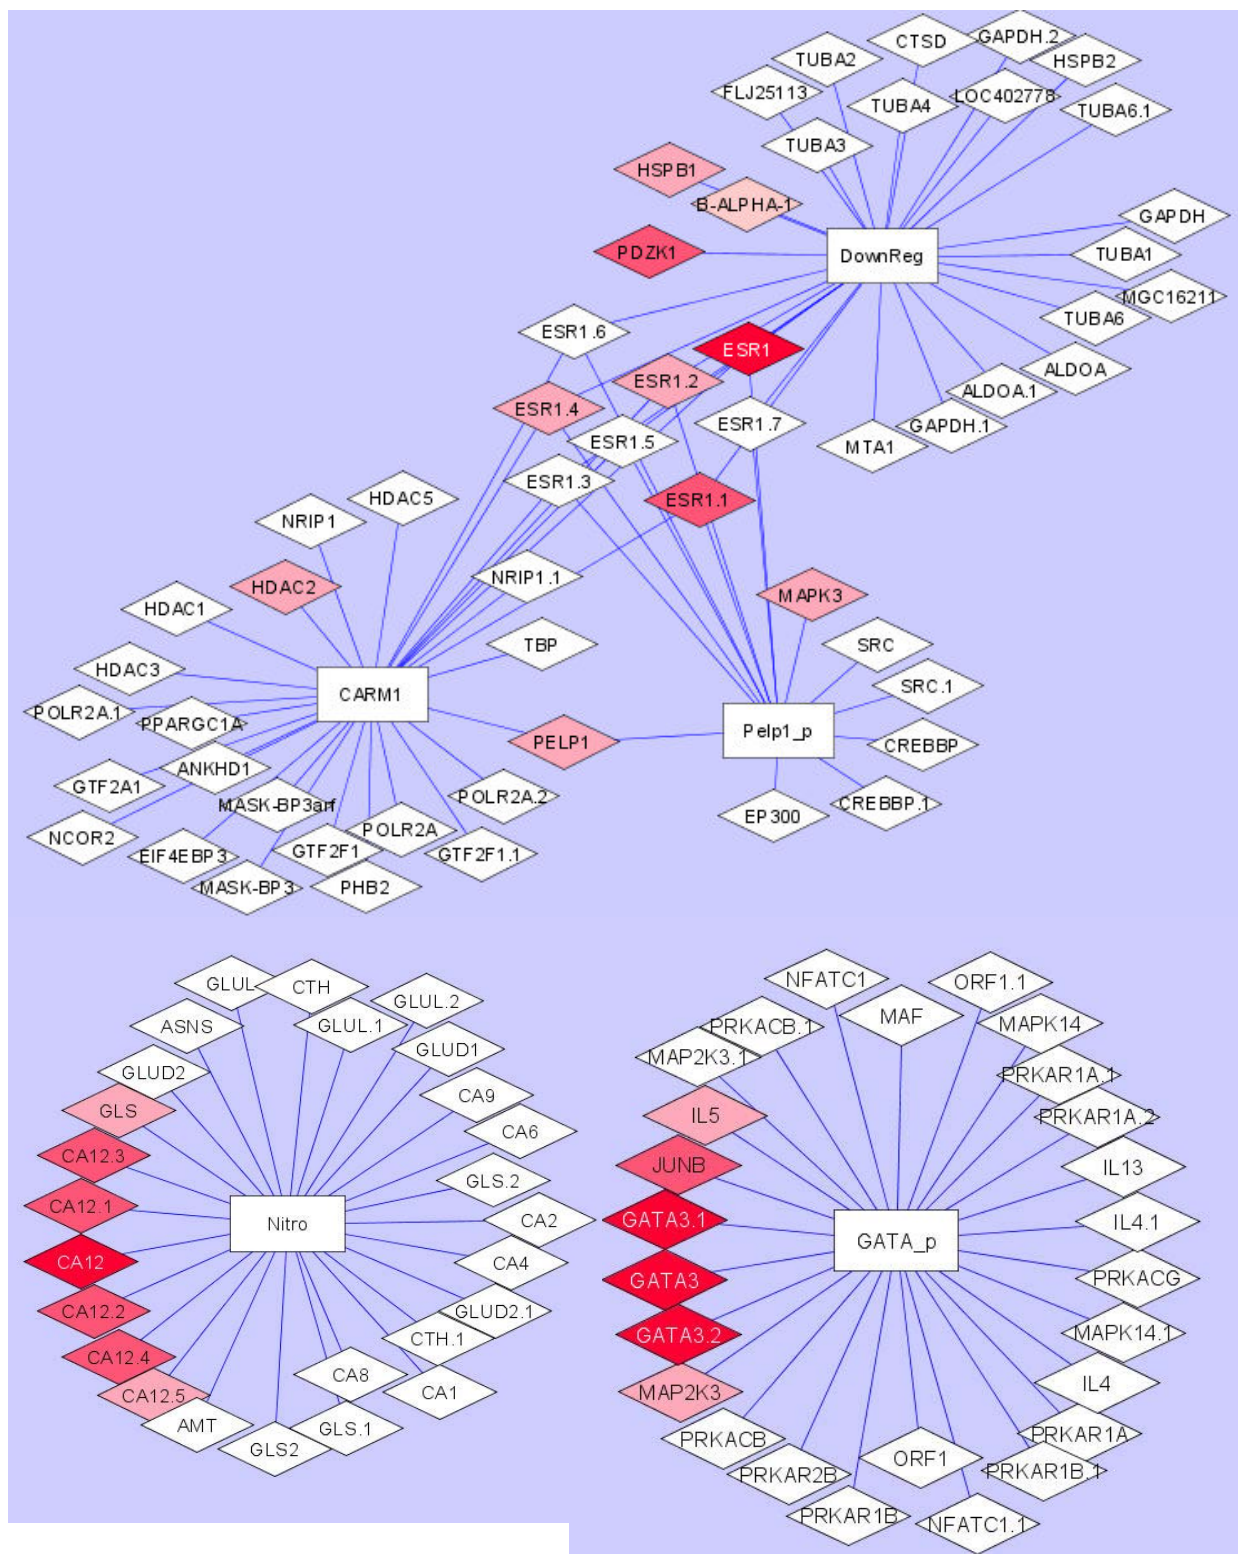 GAPDH.2
CTSD
TUBA2
HSPB2
FLJ25113
LOC402778
TUBA4
TUBA6.1
TUBA3
HSPB1
B-ALPHA-1
GAPDH
PDZK1
DownReg
TUBA1
MGC16211
TUBA6
ESR1.6
ESR1
ALDOA
ESR1.2
ALDOA.1
ESR1.4
ESR1.7
GAPDH.1
ESR1.5
MTA1
ESR1.3
HDAC5
ESR1.1
NRIP1
NRIP1.1
HDAC2
MAPK3
HDAC1
TBP
SRC
HDAC3
SRC.1
CARM1
POLR2A.1
PPARGC1A
Pelp1_p
PELP1
CREBBP
ANKHD1
GTF2A1
POLR2A.2
MASK-BP3arf
CREBBP.1
EP300
POLR2A
NCOR2
GTF2F1
GTF2F1.1
EIF4EBP3
MASK-BP3
PHB2
GLUL
CTH
GLUL.2
ASNS
GLUL.1
GLUD1
GLUD2
CA9
GLS
CA6
CA12.3
GLS.2
CA12.1
CA2
Nitro
CA12
CA4
CA12.2
GLUD2.1
CTH.1
CA12.4
CA8
CA12.5
CA1
AMT
GLS.1
GLS2
NFATC1
ORF1.1
MAF
PRKACB.1
MAPK14
MAP2K3.1
PRKAR1A.1
IL5
PRKAR1A.2
JUNB
IL13
GATA3.1
IL4.1
GATA_p
GATA3
PRKACG
GATA3.2
MAPK14.1
MAP2K3
IL4
PRKACB
PRKAR1A
ORF1
PRKAR2B
PRKAR1B.1
PRKAR1B
NFATC1.1